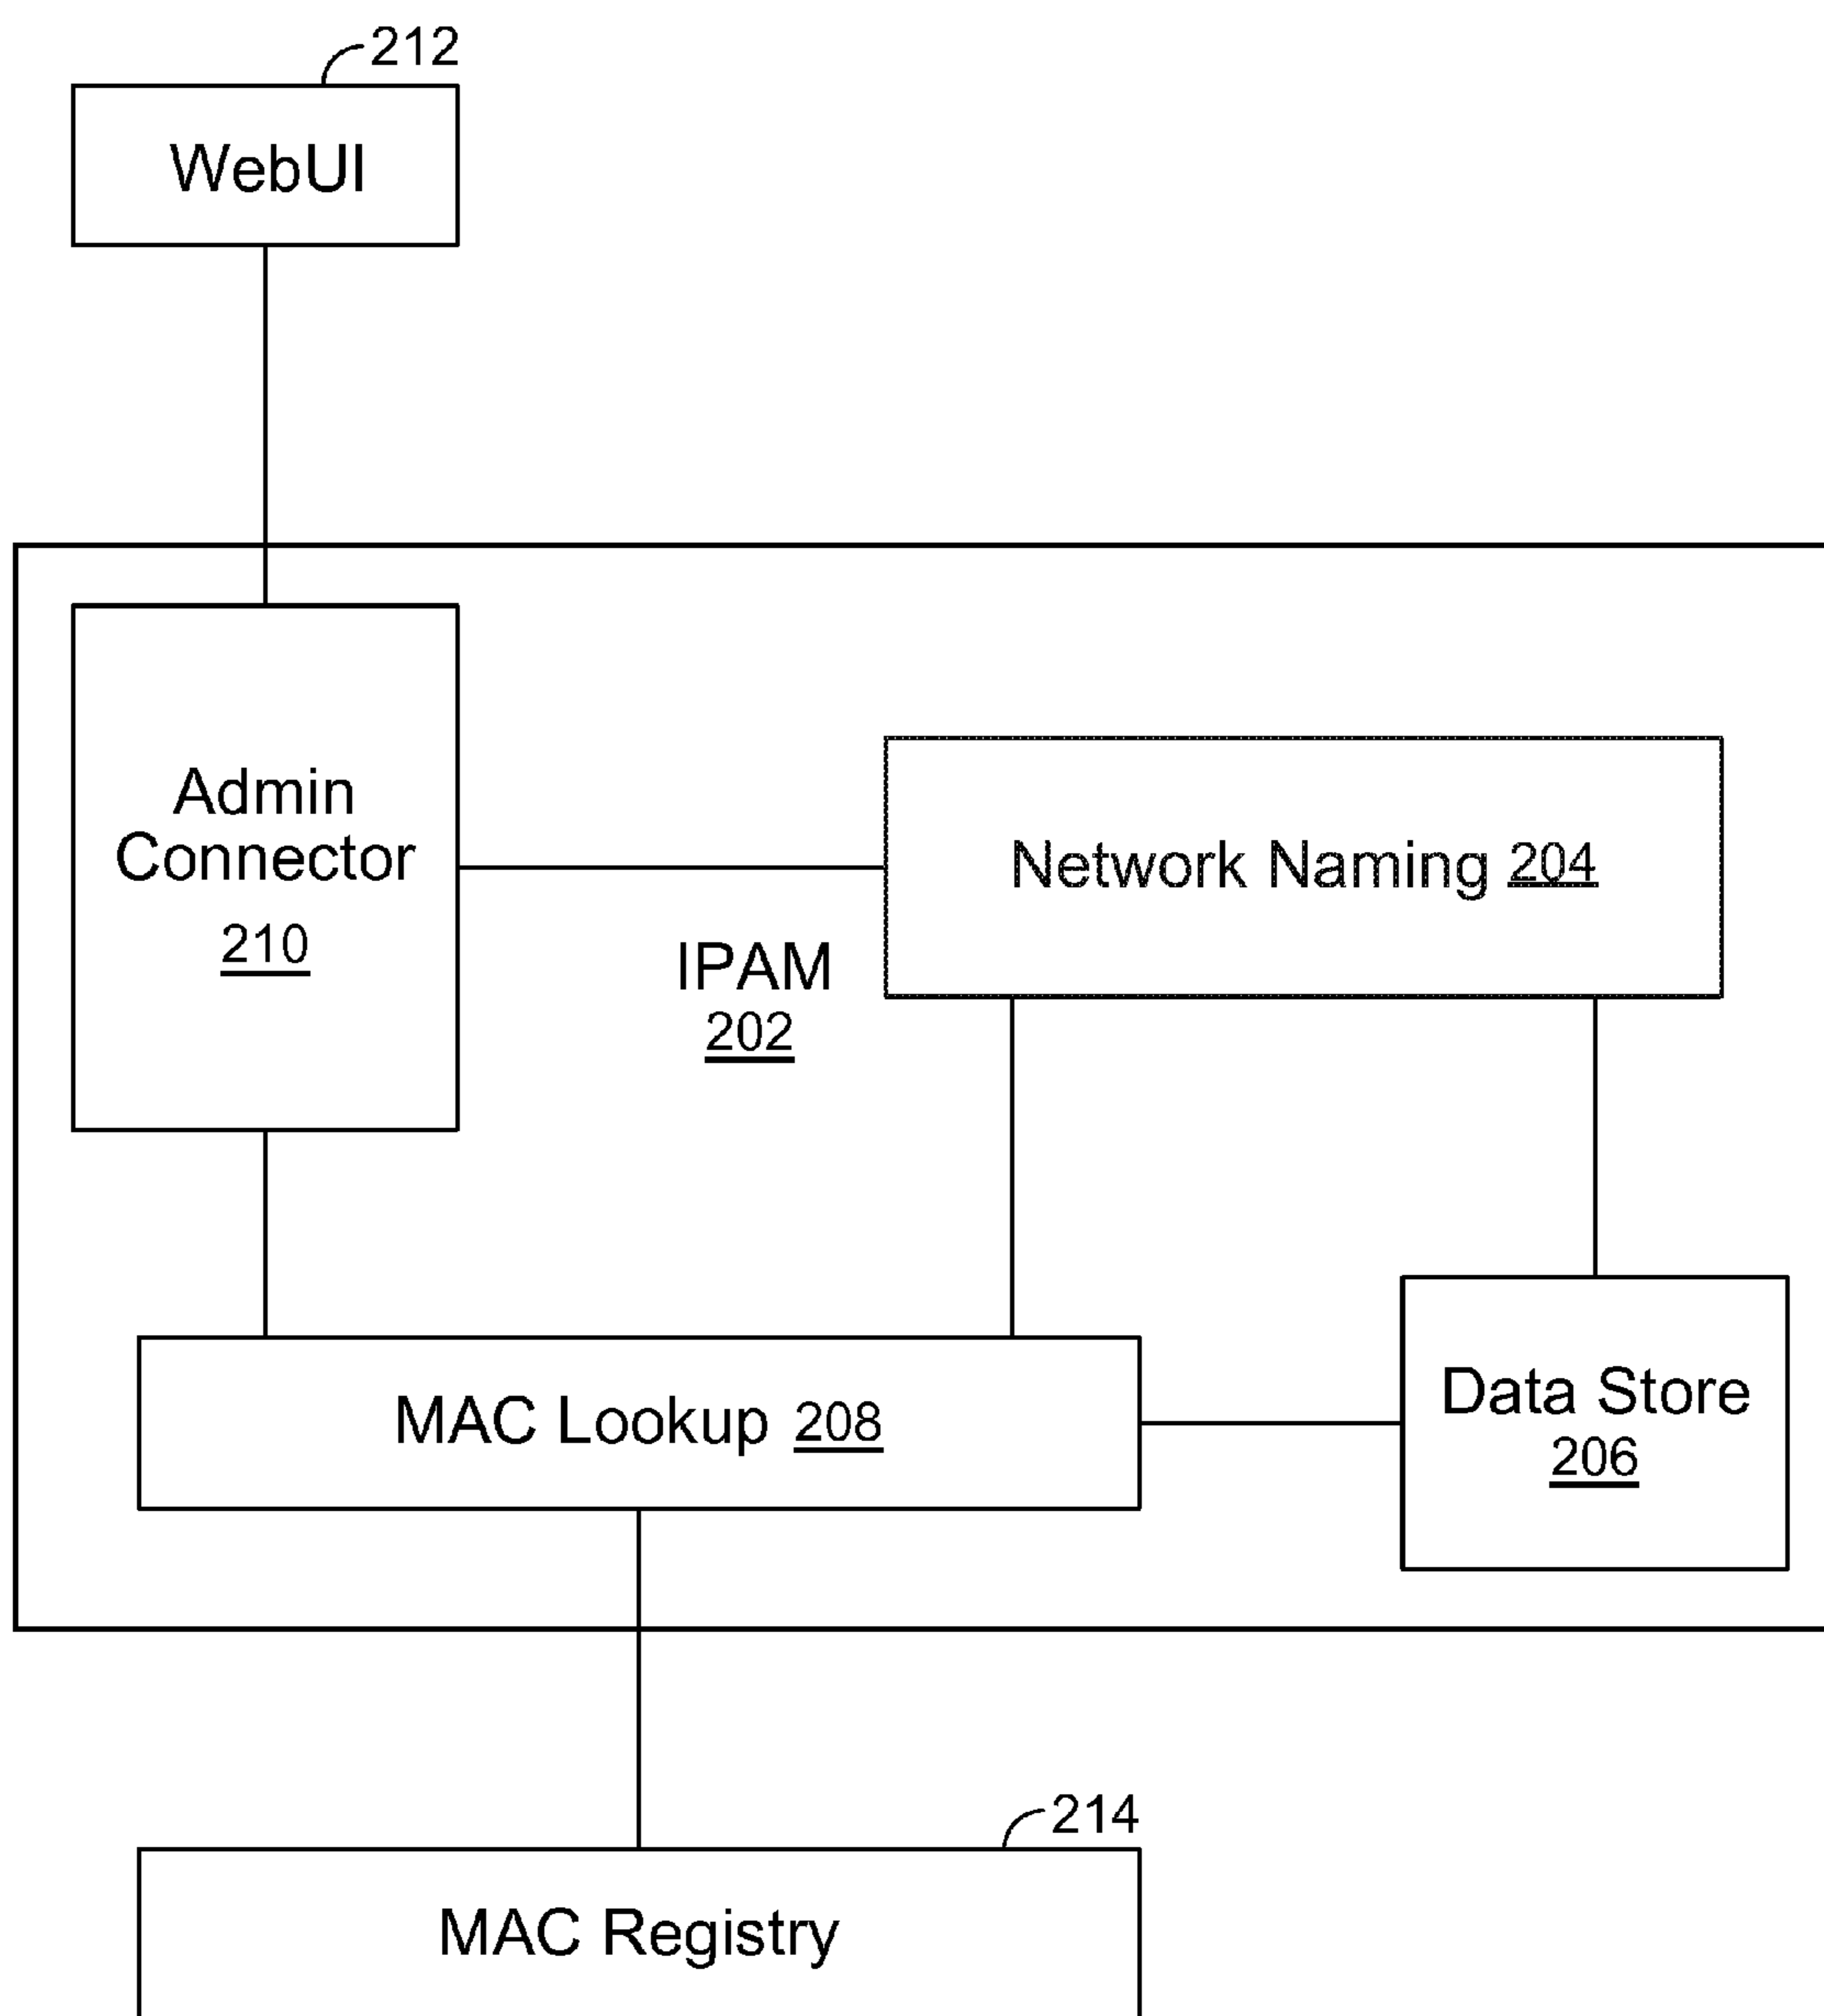 212
WebUI
Admin
Connector
210
Network Naming 204
IPAM
202
MAC Lookup 208
Data Store
206
214
MAC Registry